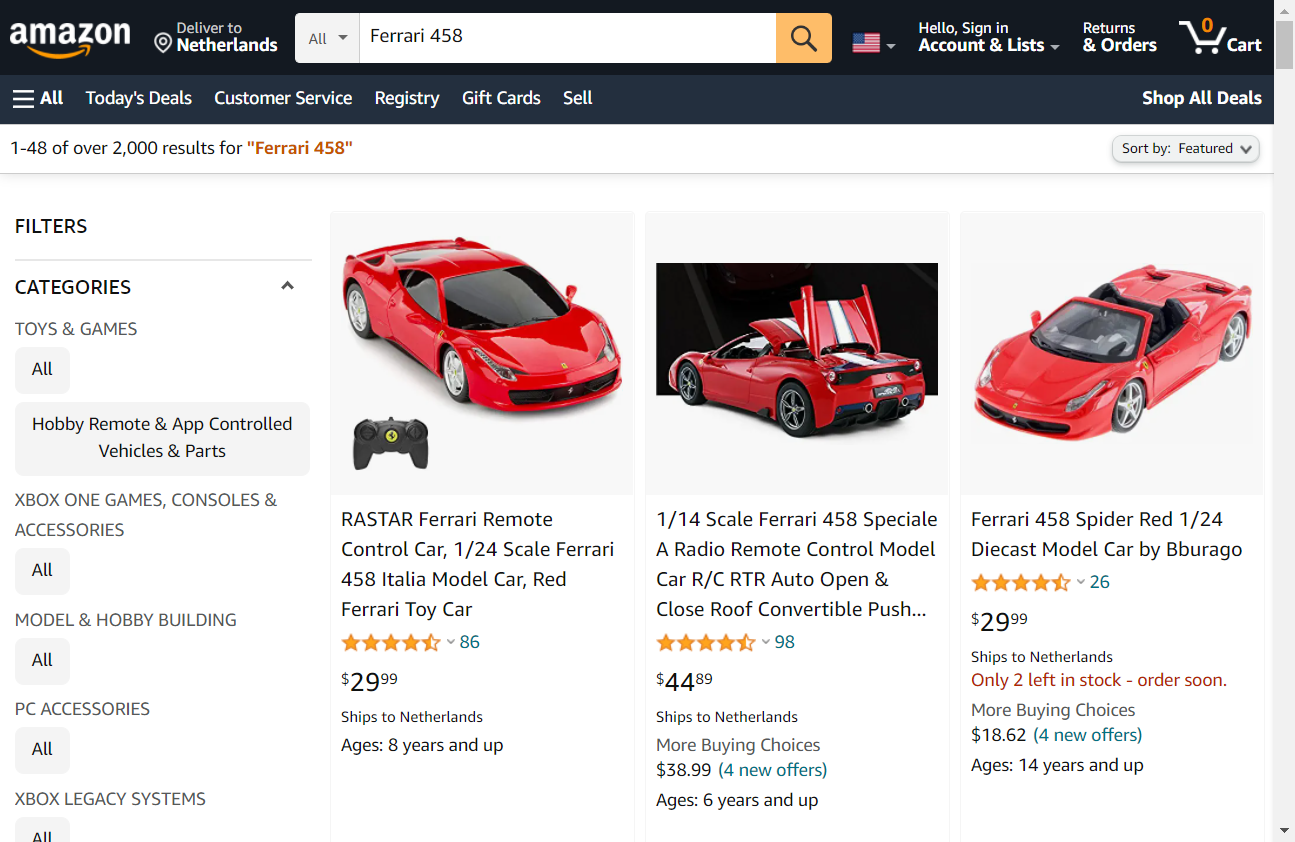 amazon
Deliver to
Netherlands
All
Ferrari 458
Hello, Sign in
Account & Lists
Returns
& Orders
0
Cart
All
Today's Deals
Customer Service
Registry
Gift Cards
Sell
Shop All Deals
1-48 of over 2,000 results for "Ferrari 458"
Sort by: Featured
FILTERS
CATEGORIES
TOYS & GAMES
All
Hobby Remote & App Controlled
Vehicles & Parts
XBOX ONE GAMES, CONSOLES &
ACCESSORIES
All
MODEL & HOBBY BUILDING
All
PC ACCESSORIES
All
XBOX LEGACY SYSTEMS
All
RASTAR Ferrari Remote
Control Car, 1/24 Scale Ferrari
458 Italia Model Car, Red
Ferrari Toy Car
86
$2999
Ships to Netherlands
Ages: 8 years and up
1/14 Scale Ferrari 458 Speciale
A Radio Remote Control Model
Car R/C RTR Auto Open &
Close Roof Convertible Push...
98
$4489
Ships to Netherlands
More Buying Choices
$38.99 (4 new offers)
Ages: 6 years and up
Ferrari 458 Spider Red 1/24
Diecast Model Car by Bburago
26
$2999
Ships to Netherlands
Only 2 left in stock - order soon.
More Buying Choices
$18.62 (4 new offers)
Ages: 14 years and up